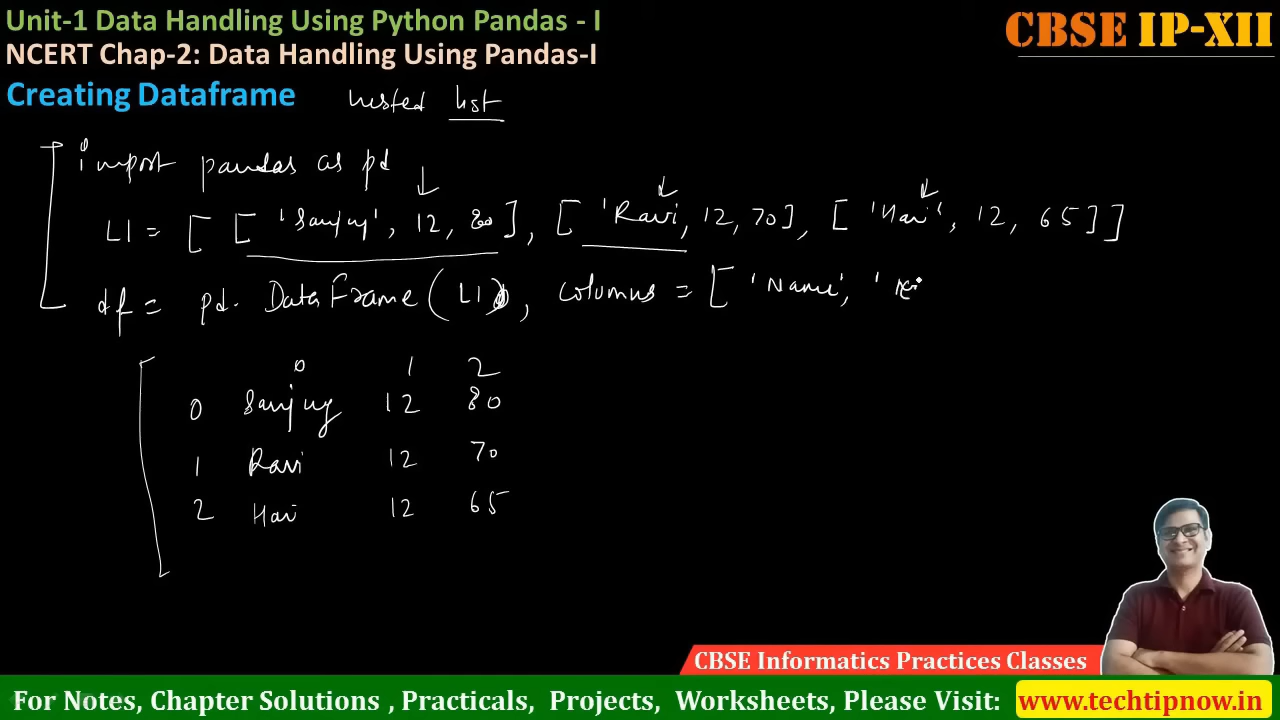 Unit-1 Data Handling Using Python Pandas - I
CBSE IP-XII
NCERT Chap-2: Data Handling Using Pandas-I
Creating Dataframe nested list
import pandas as pd
L1 = [ [ 'Sanjay', 12, 80], [ 'Ravi, 12, 70], [ 'Hari', 12, 65]]
df = pd. DataFrame (L1), columns = [ 'Name', '
0 1 2
0 Sanjay 12 80
1 Ravi 12 70
2 Hari 12 65
CBSE Informatics Practices Classes
For Notes, Chapter Solutions , Practicals, Projects, Worksheets, Please Visit: www.techtipnow.in